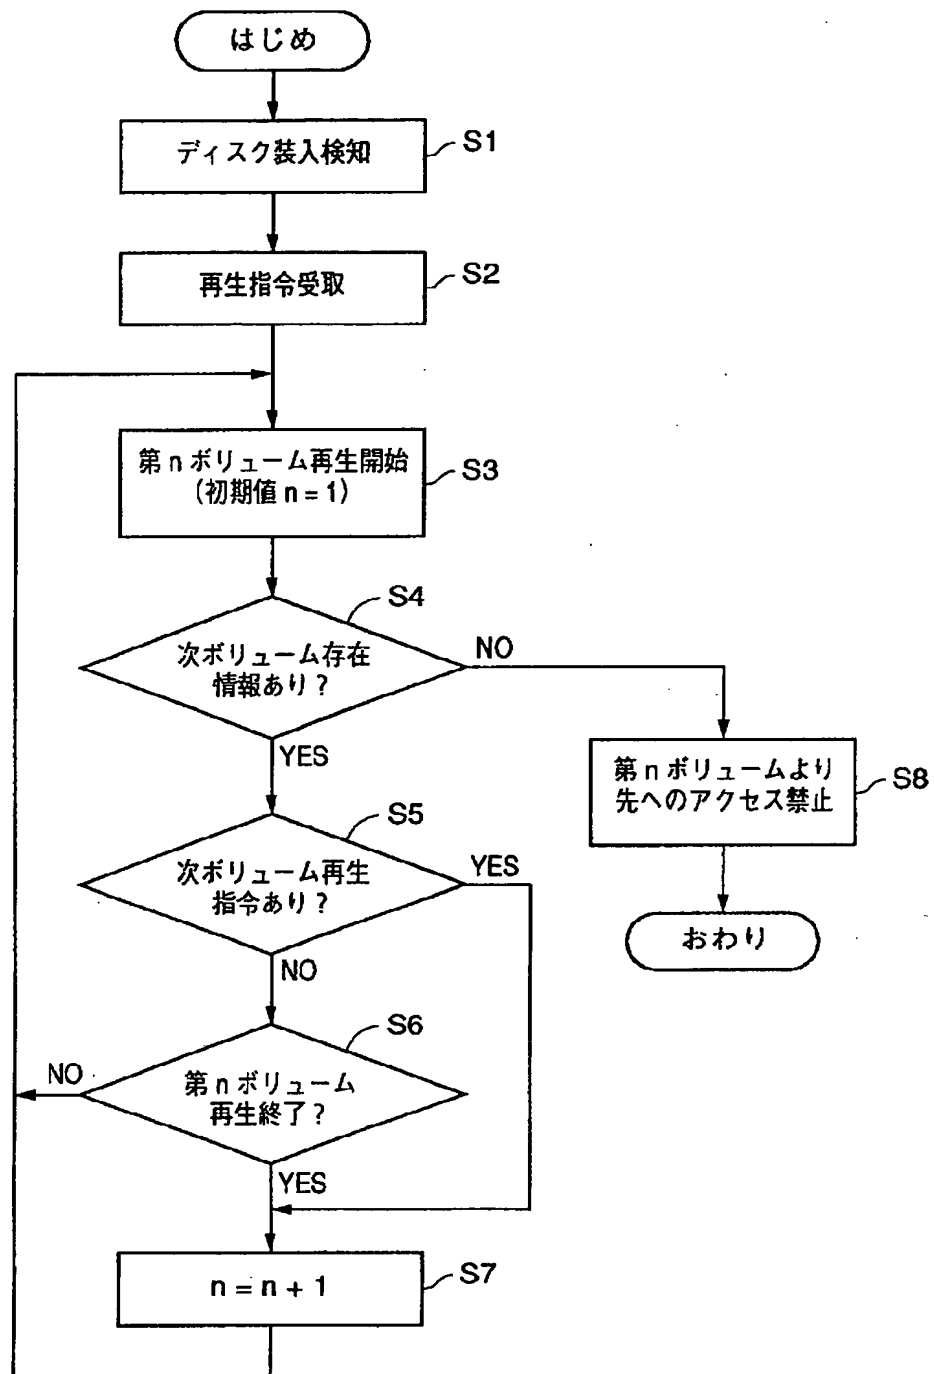 はじめ
ディスク装入検知
S1
再生指令受取
S2
第 n ボリューム再生開始
(初期値 n = 1)
S3
S4
次ボリューム存在
情報あり?
NO
YES
第 n ボリュームより
先へのアクセス禁止
S8
S5
次ボリューム再生
指令あり?
YES
NO
おわり
S6
第 n ボリューム
再生終了?
NO
YES
n = n + 1
S7